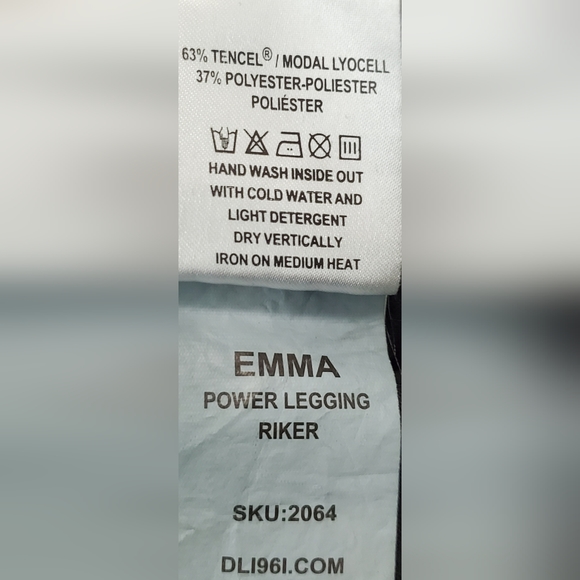 63% TENCEL® / MODAL LYOCELL
37% POLYESTER-POLIESTER
POLIÉSTER
HAND WASH INSIDE OUT
WITH COLD WATER AND
LIGHT DETERGENT
DRY VERTICALLY
IRON ON MEDIUM HEAT
EMMA
POWER LEGGING
RIKER
SKU:2064
DLI96I.COM